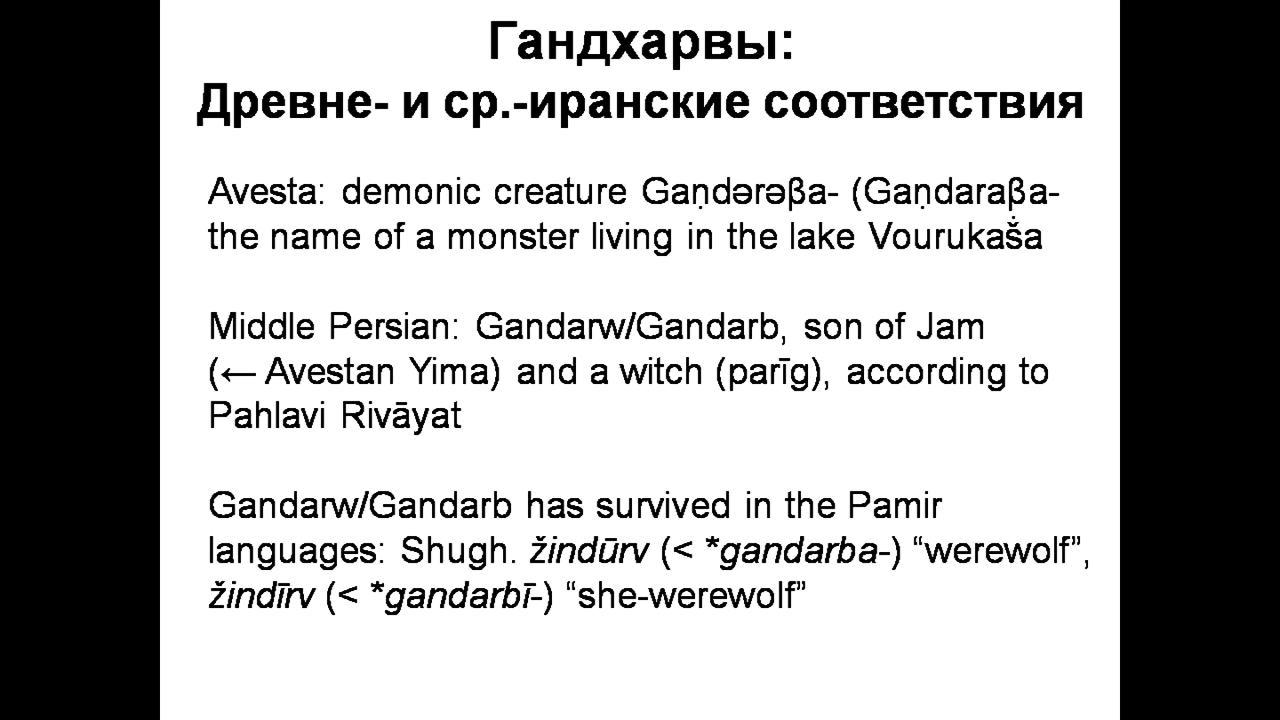 Гандхарвы:
Древне- и ср.-иранские соответствия
Avesta: demonic creature Gaṇdərəβa- (Gaṇdaraβa-
the name of a monster living in the lake Vourukaṧ̇a
Middle Persian: Gandarw/Gandarb, son of Jam
(← Avestan Yima) and a witch (parīg), according to
Pahlavi Rivāyat
Gandarw/Gandarb has survived in the Pamir
languages: Shugh. žindūrv (< *gandarba-) “werewolf”,
žindīrv (< *gandarbī-) “she-werewolf”